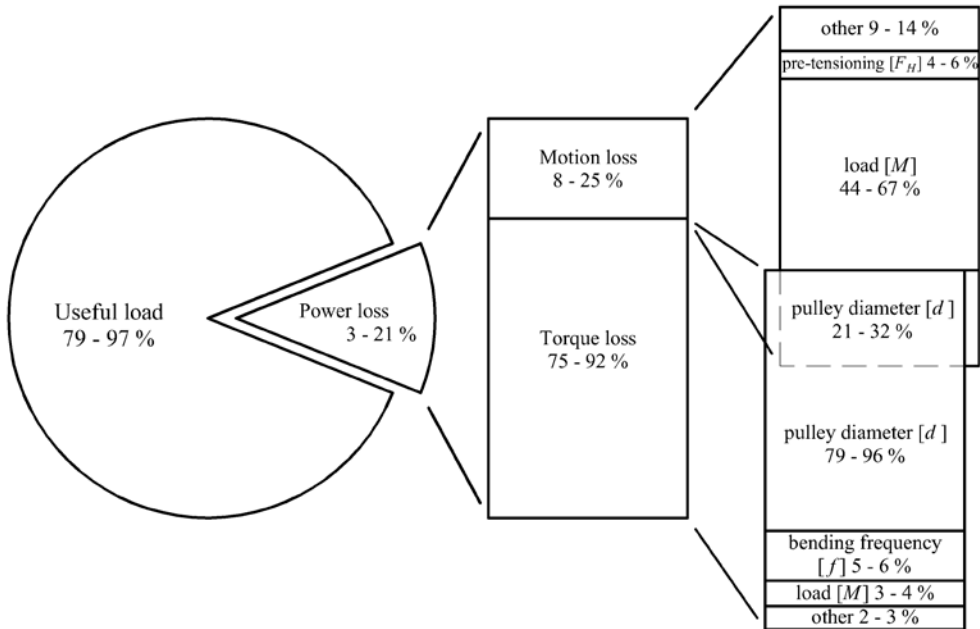 Useful load
79 - 97 %
Power loss
3 - 21 %
Motion loss
8 - 25 %
Torque loss
75 - 92 %
other 9 - 14 %
pre-tensioning [F_H] 4 - 6 %
load [M]
44 - 67 %
pulley diameter [d ]
21 - 32 %
pulley diameter [d ]
79 - 96 %
bending frequency
[f] 5 - 6 %
load [M] 3 - 4 %
other 2 - 3 %